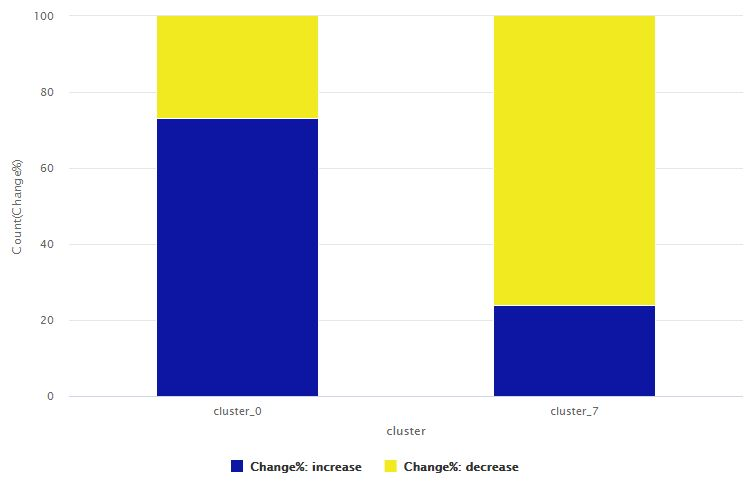 100
80
60
40
20
0
Count(Change%)
cluster_0 cluster_7
cluster
Change%: increase Change%: decrease